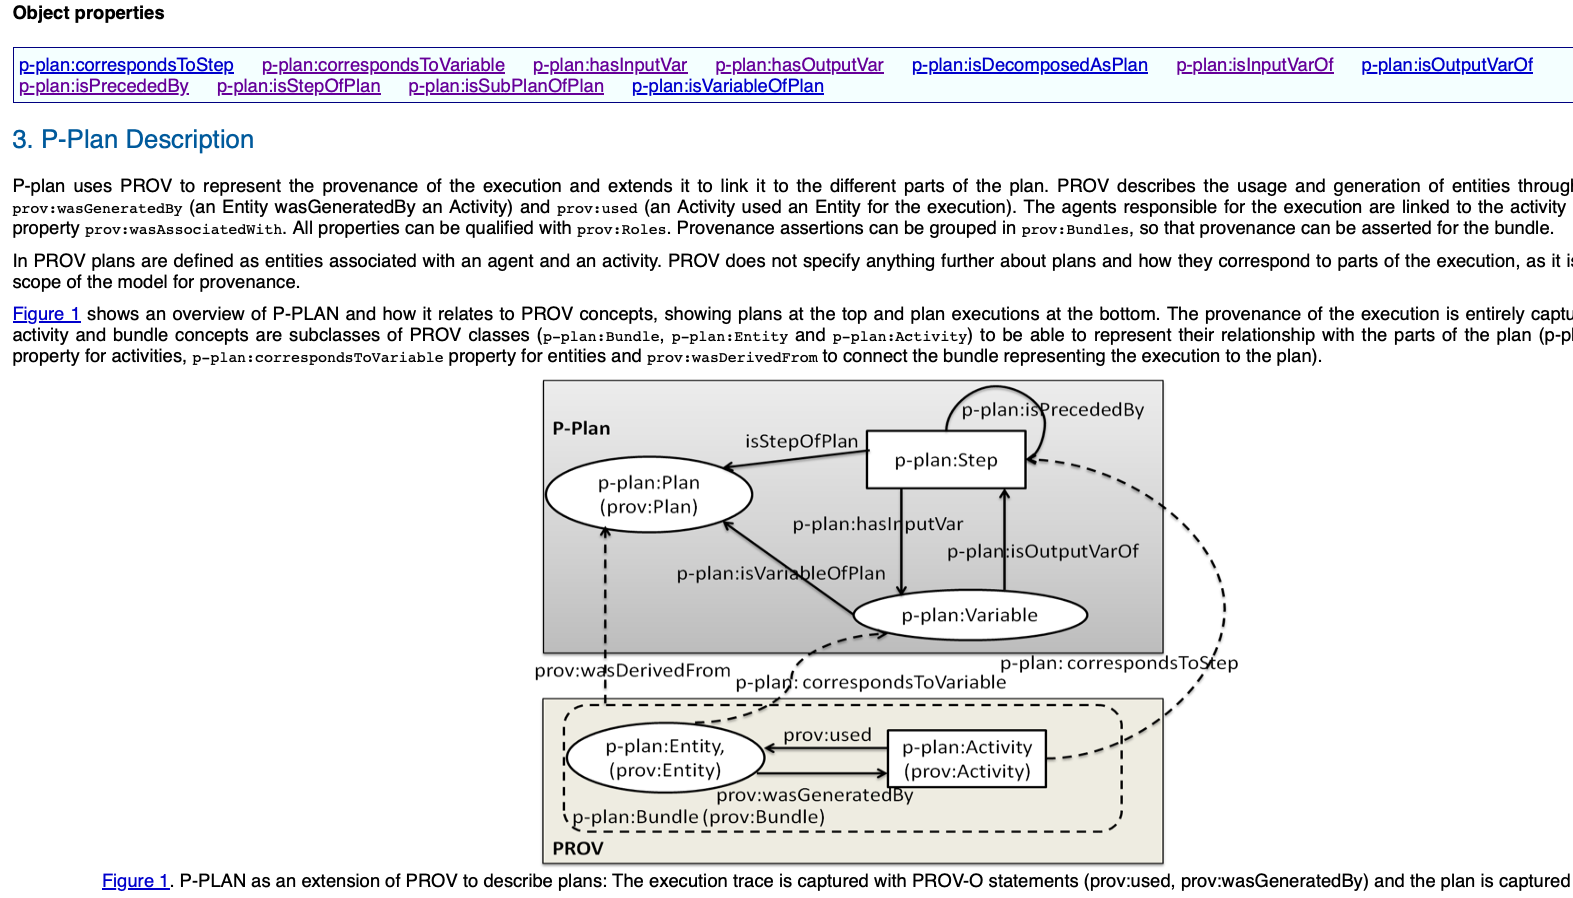 Object properties
p-plan:correspondsToStep p-plan:correspondsToVariable p-plan:hasInputVar p-plan:hasOutputVar p-plan:isDecomposedAsPlan p-plan:isInputVarOf p-plan:isOutputVarOf
p-plan:isPrecededBy p-plan:isStepOfPlan p-plan:isSubPlanOfPlan p-plan:isVariableOfPlan
3. P-Plan Description
P-plan uses PROV to represent the provenance of the execution and extends it to link it to the different parts of the plan. PROV describes the usage and generation of entities throug
prov:wasGeneratedBy (an Entity wasGeneratedBy an Activity) and prov:used (an Activity used an Entity for the execution). The agents responsible for the execution are linked to the activity
property prov:wasAssociatedWith. All properties can be qualified with prov:Roles. Provenance assertions can be grouped in prov:Bundles, so that provenance can be asserted for the bundle.
In PROV plans are defined as entities associated with an agent and an activity. PROV does not specify anything further about plans and how they correspond to parts of the execution, as it is
scope of the model for provenance.
Figure 1 shows an overview of P-PLAN and how it relates to PROV concepts, showing plans at the top and plan executions at the bottom. The provenance of the execution is entirely captu
activity and bundle concepts are subclasses of PROV classes (p-plan:Bundle, p-plan:Entity and p-plan:Activity) to be able to represent their relationship with the parts of the plan (p-pl
property for activities, p-plan:correspondsToVariable property for entities and prov:wasDerivedFrom to connect the bundle representing the execution to the plan).
p-plan:isPrecededBy
P-Plan
isStepOfPlan
p-plan:Step
p-plan:Plan
(prov:Plan)
p-plan:hasInputVar
p-plan:isOutputVarOf
p-plan:isVariableOfPlan
p-plan:Variable
p-plan: correspondsToStep
prov:wasDerivedFrom
p-plan: correspondsToVariable
prov:used
p-plan:Entity,
(prov:Entity)
p-plan:Activity
(prov:Activity)
prov:wasGeneratedBy
p-plan:Bundle (prov:Bundle)
PROV
Figure 1. P-PLAN as an extension of PROV to describe plans: The execution trace is captured with PROV-O statements (prov:used, prov:wasGeneratedBy) and the plan is captured